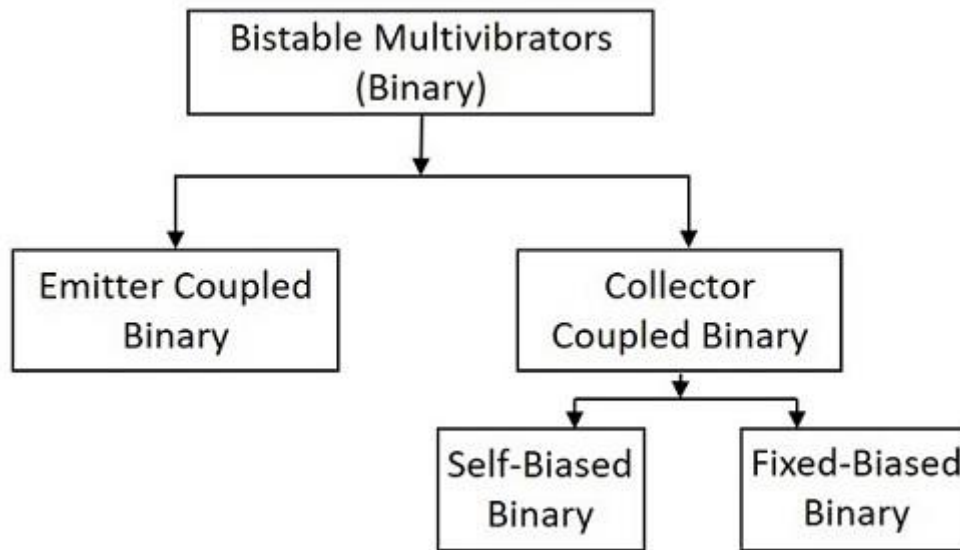 Bistable Multivibrators
(Binary)
Emitter Coupled
Binary
Collector
Coupled Binary
Self-Biased
Binary
Fixed-Biased
Binary